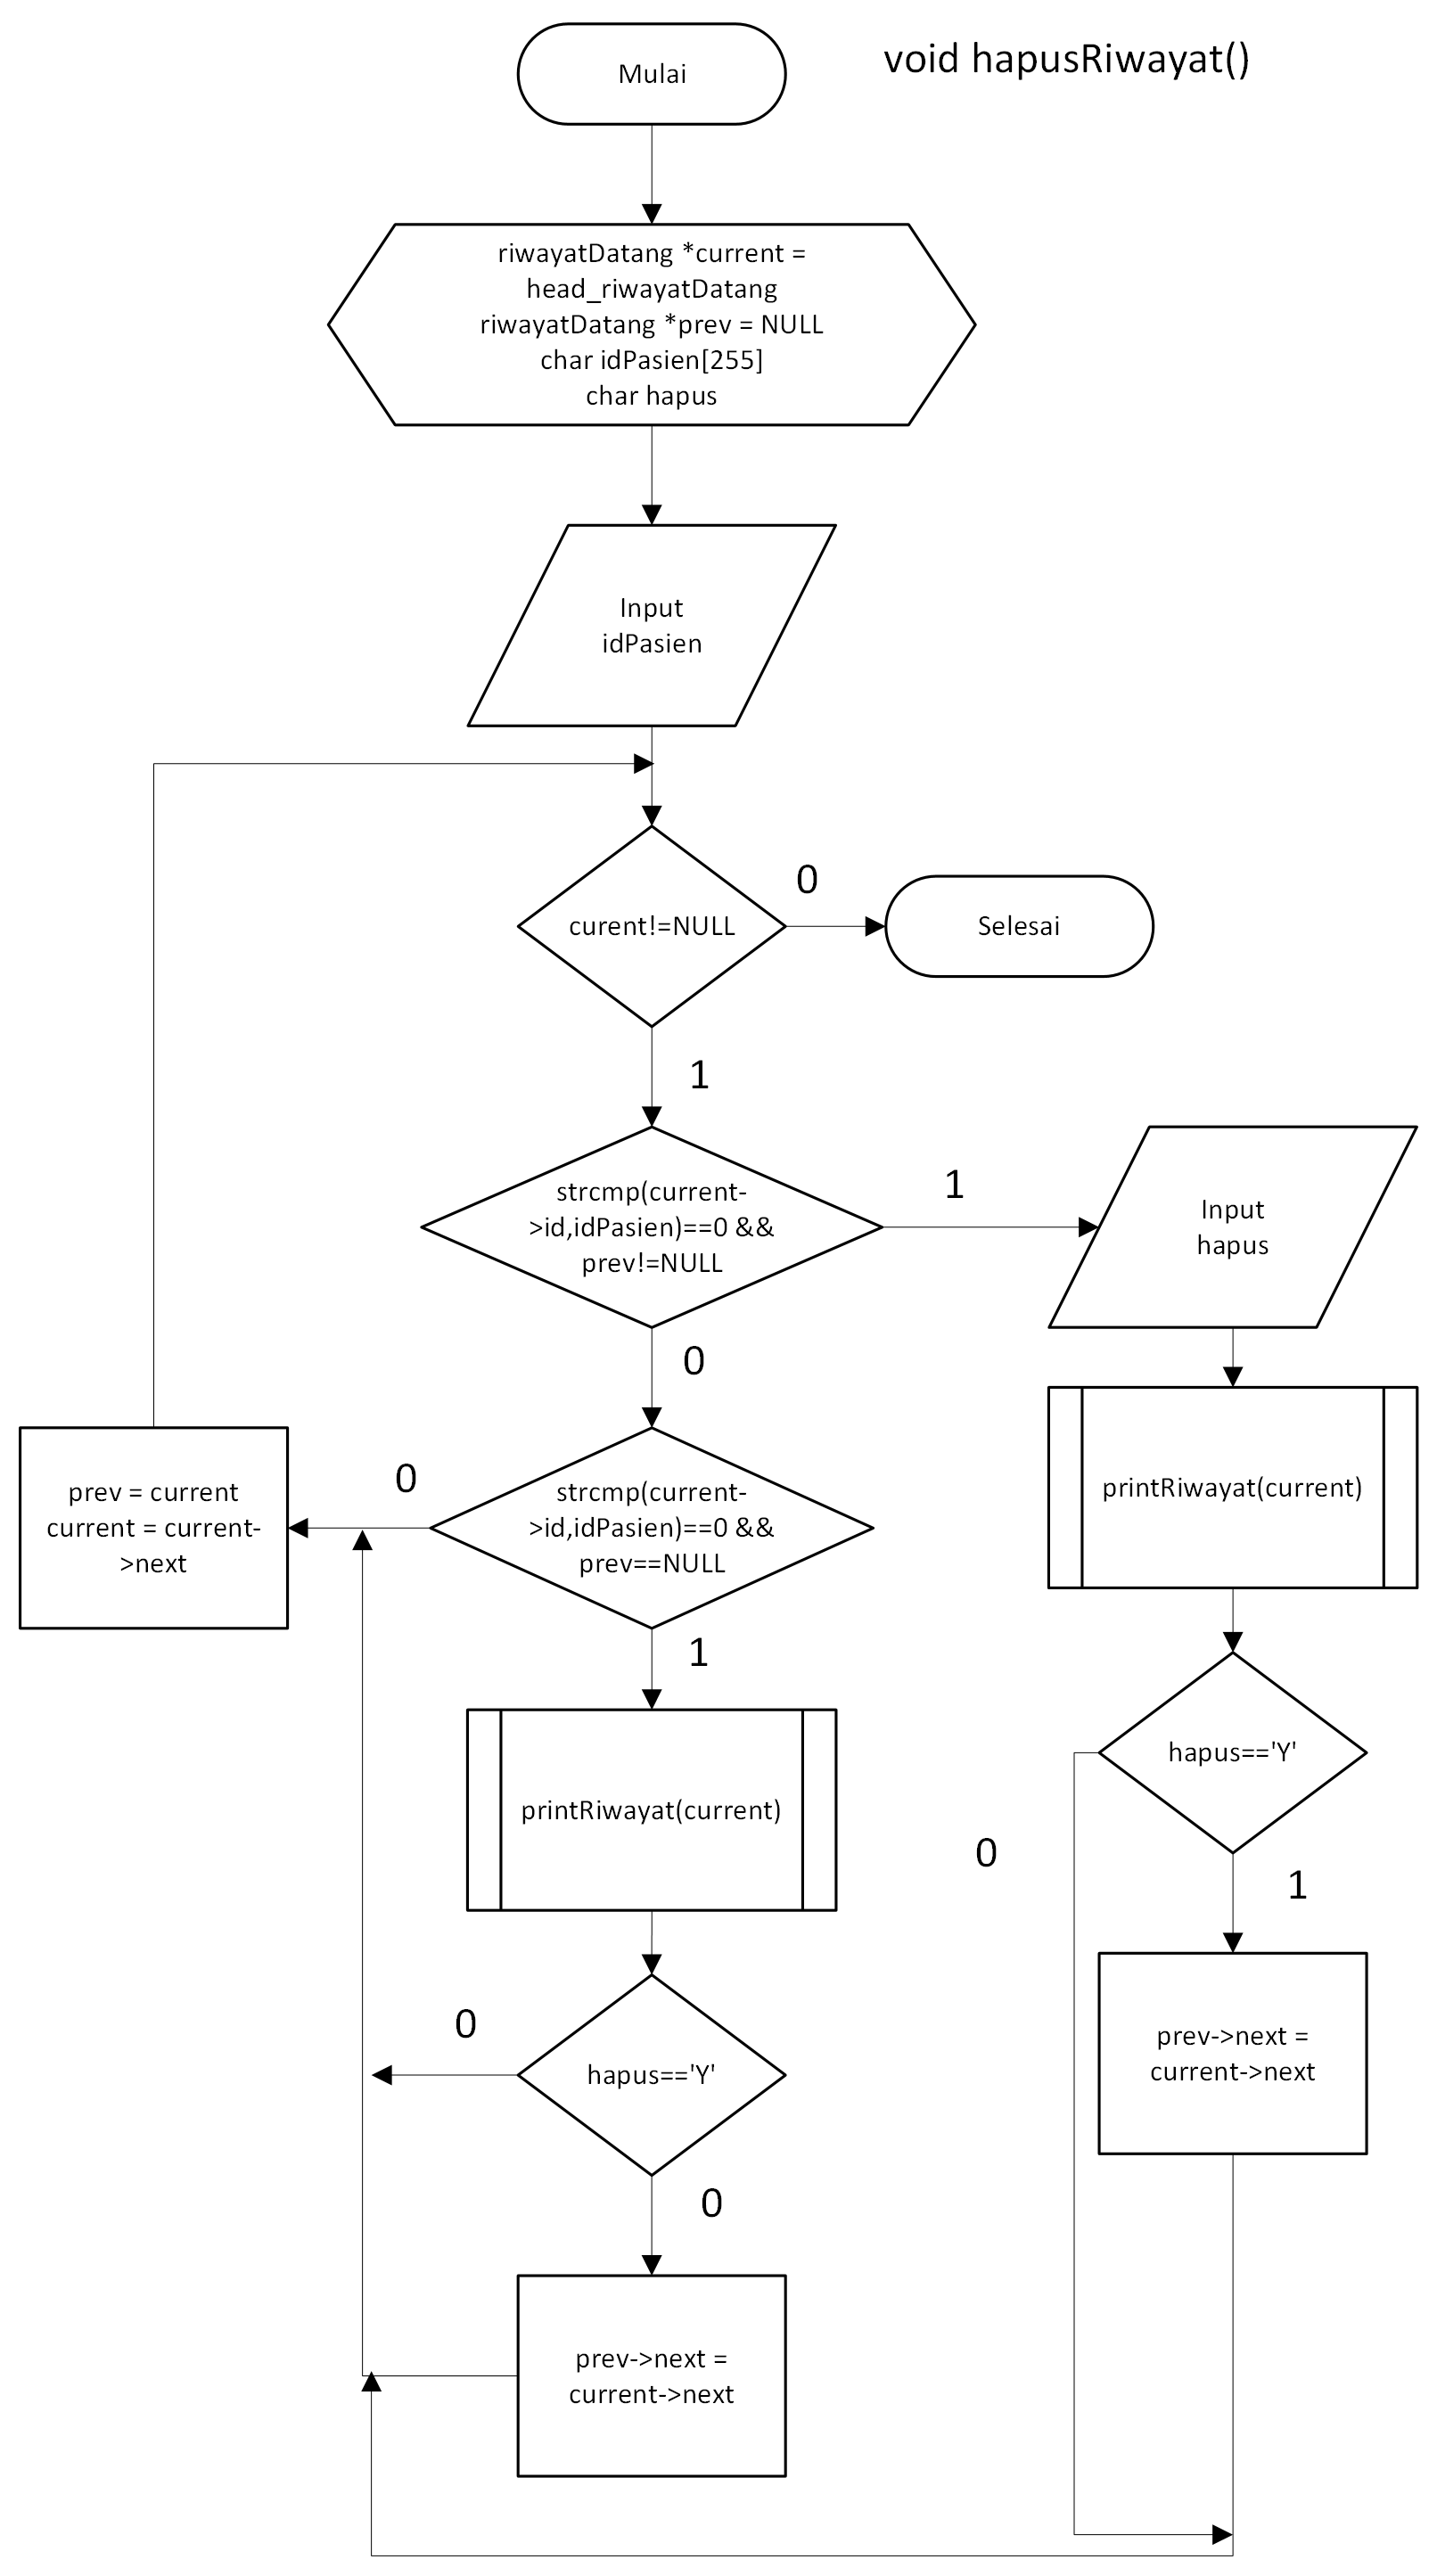 void hapusRiwayat()
Mulai
riwayatDatang *current =
head_riwayatDatang
riwayatDatang *prev = NULL
char idPasien[255]
char hapus
Input
idPasien
curent!=NULL
0
Selesai
1
strcmp(current-
>id,idPasien)==0 &&
prev!=NULL
1
Input
hapus
0
strcmp(current-
>id,idPasien)==0 &&
prev==NULL
0
prev = current
current = current-
>next
printRiwayat(current)
1
printRiwayat(current)
hapus=='Y'
0
1
hapus=='Y'
0
0
prev->next =
current->next
prev->next =
current->next